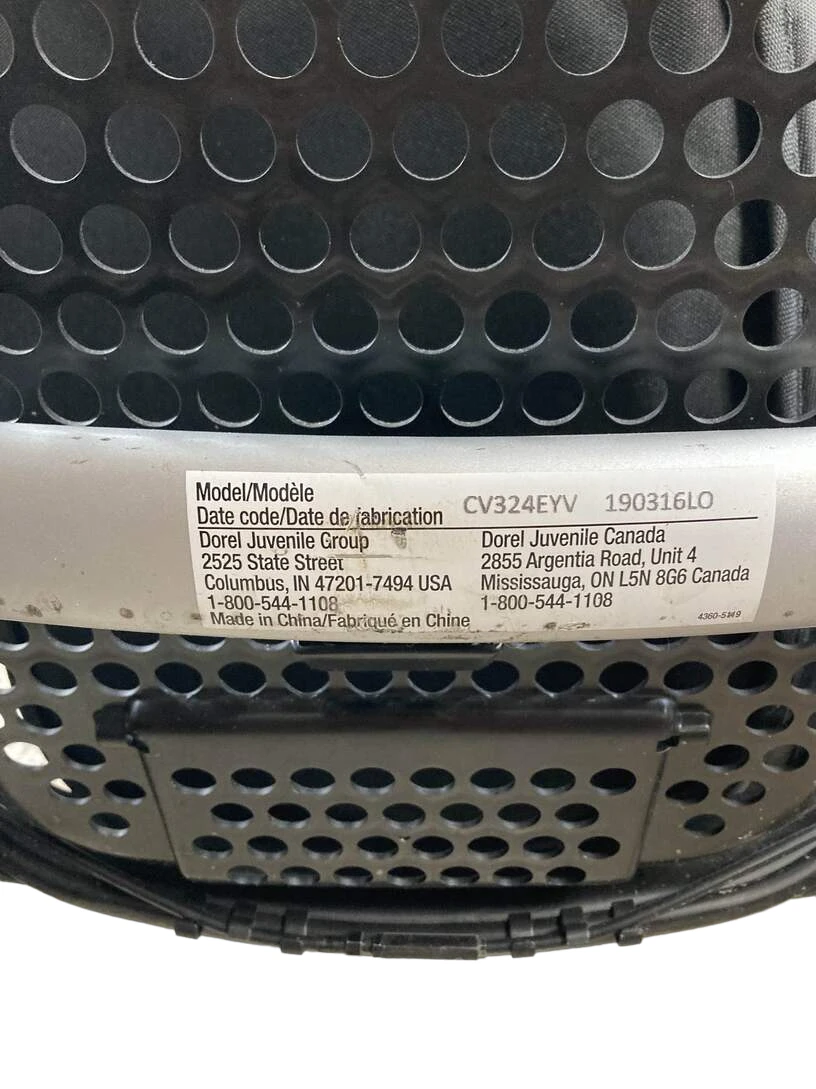 Model/Modèle
Date code/Date de fabrication CV324EYV 190316LO
Dorel Juvenile Group
2525 State Street
Columbus, IN 47201-7494 USA
1-800-544-1108
Made in China/Fabriqué en Chine
Dorel Juvenile Canada
2855 Argentia Road, Unit 4
Mississauga, ON L5N 8G6 Canada
1-800-544-1108
4360-5149